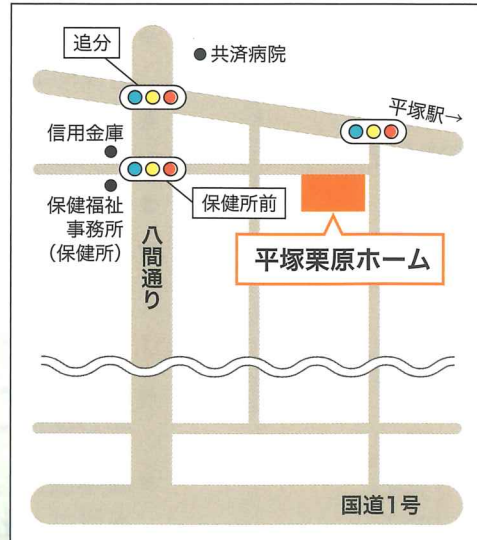 追分
共済病院
平塚駅→
信用金庫
保健所前
保健福祉
事務所
（保健所）
八間通り
平塚栗原ホーム
国道1号